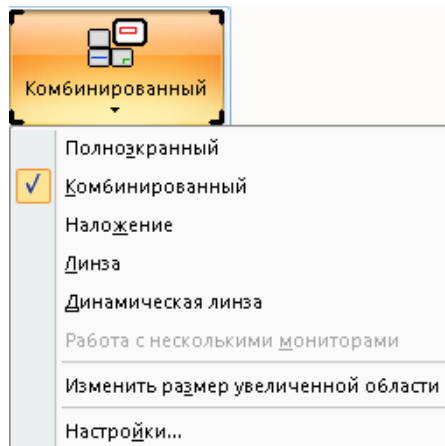 Комбинированный
Полноэкранный
Комбинированный
Наложение
Линза
Динамическая линза
Работа с несколькими мониторами
Изменить размер увеличенной области
Настройки...